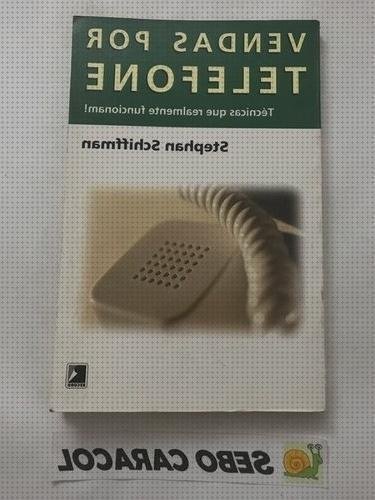 VENDAS POR
TELEFONE
Técnicas que realmente funcionam!
Stephan Schiffman
SEBO CARACOL